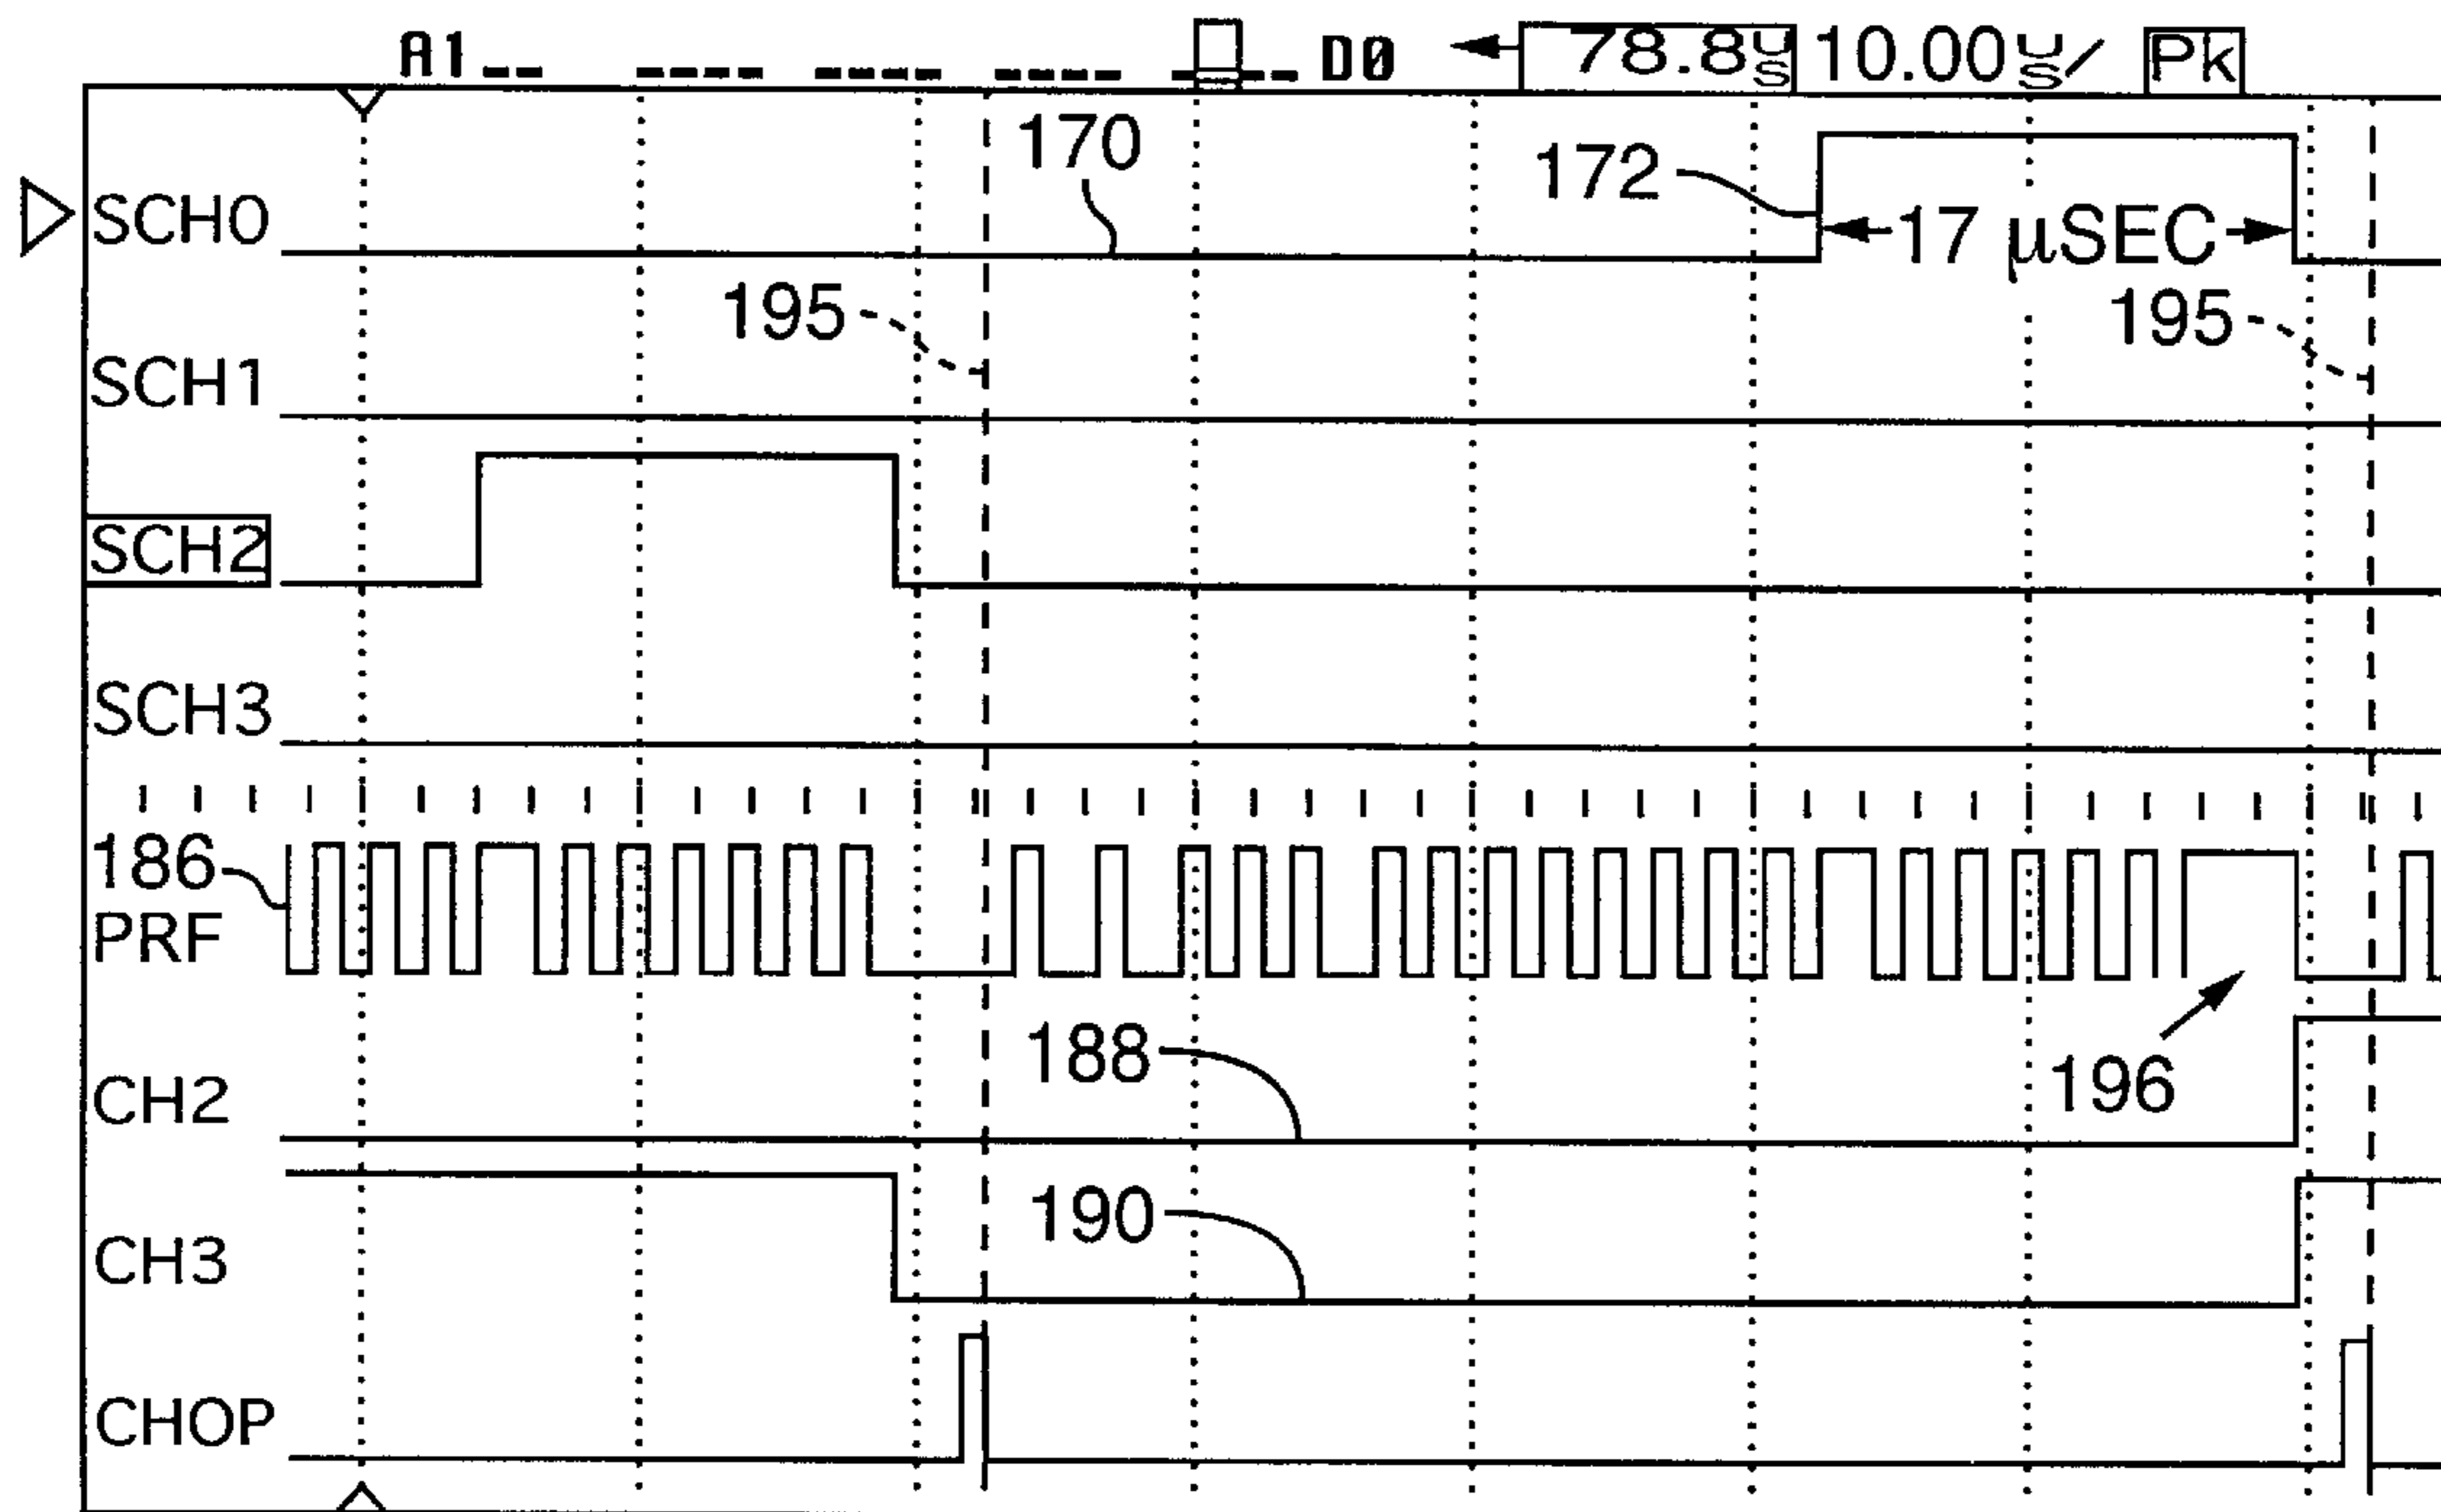 A1 D0 78.8us 10.00us/ Pk
170
172
SCH0
17 µSEC
195
195
SCH1
SCH2
SCH3
186
PRF
188
196
CH2
190
CH3
CHOP